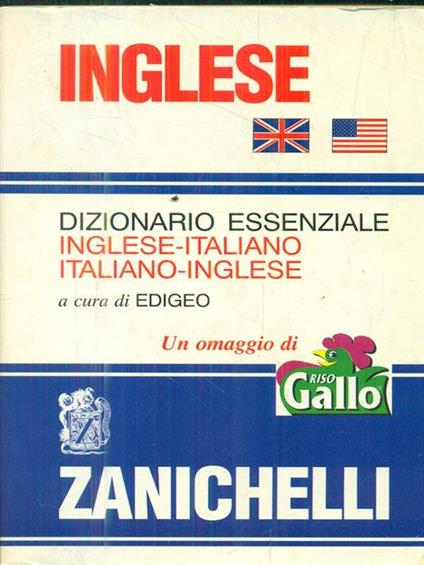 INGLESE
DIZIONARIO ESSENZIALE
INGLESE-ITALIANO
ITALIANO-INGLESE
a cura di EDIGEO
Un omaggio di
RISO
Gallo
Z
ZANICHELLI